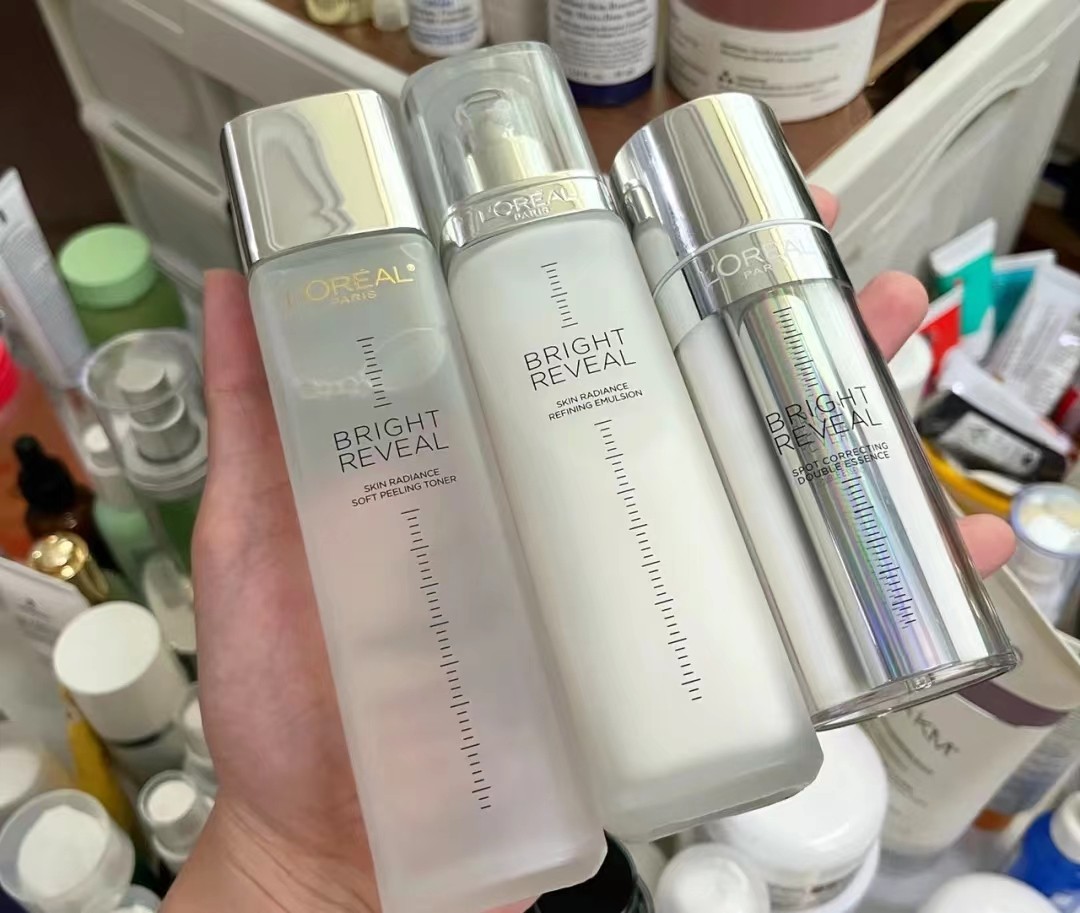 L'ORÉAL®
PARIS
BRIGHT
REVEAL
SKIN RADIANCE
SOFT PEELING TONER
L'ORÉAL
PARIS
BRIGHT
REVEAL
SKIN RADIANCE
REFINING EMULSION
L'ORÉAL
PARIS
BRIGHT
REVEAL
SPOT CORRECTING
DOUBLE ESSENCE